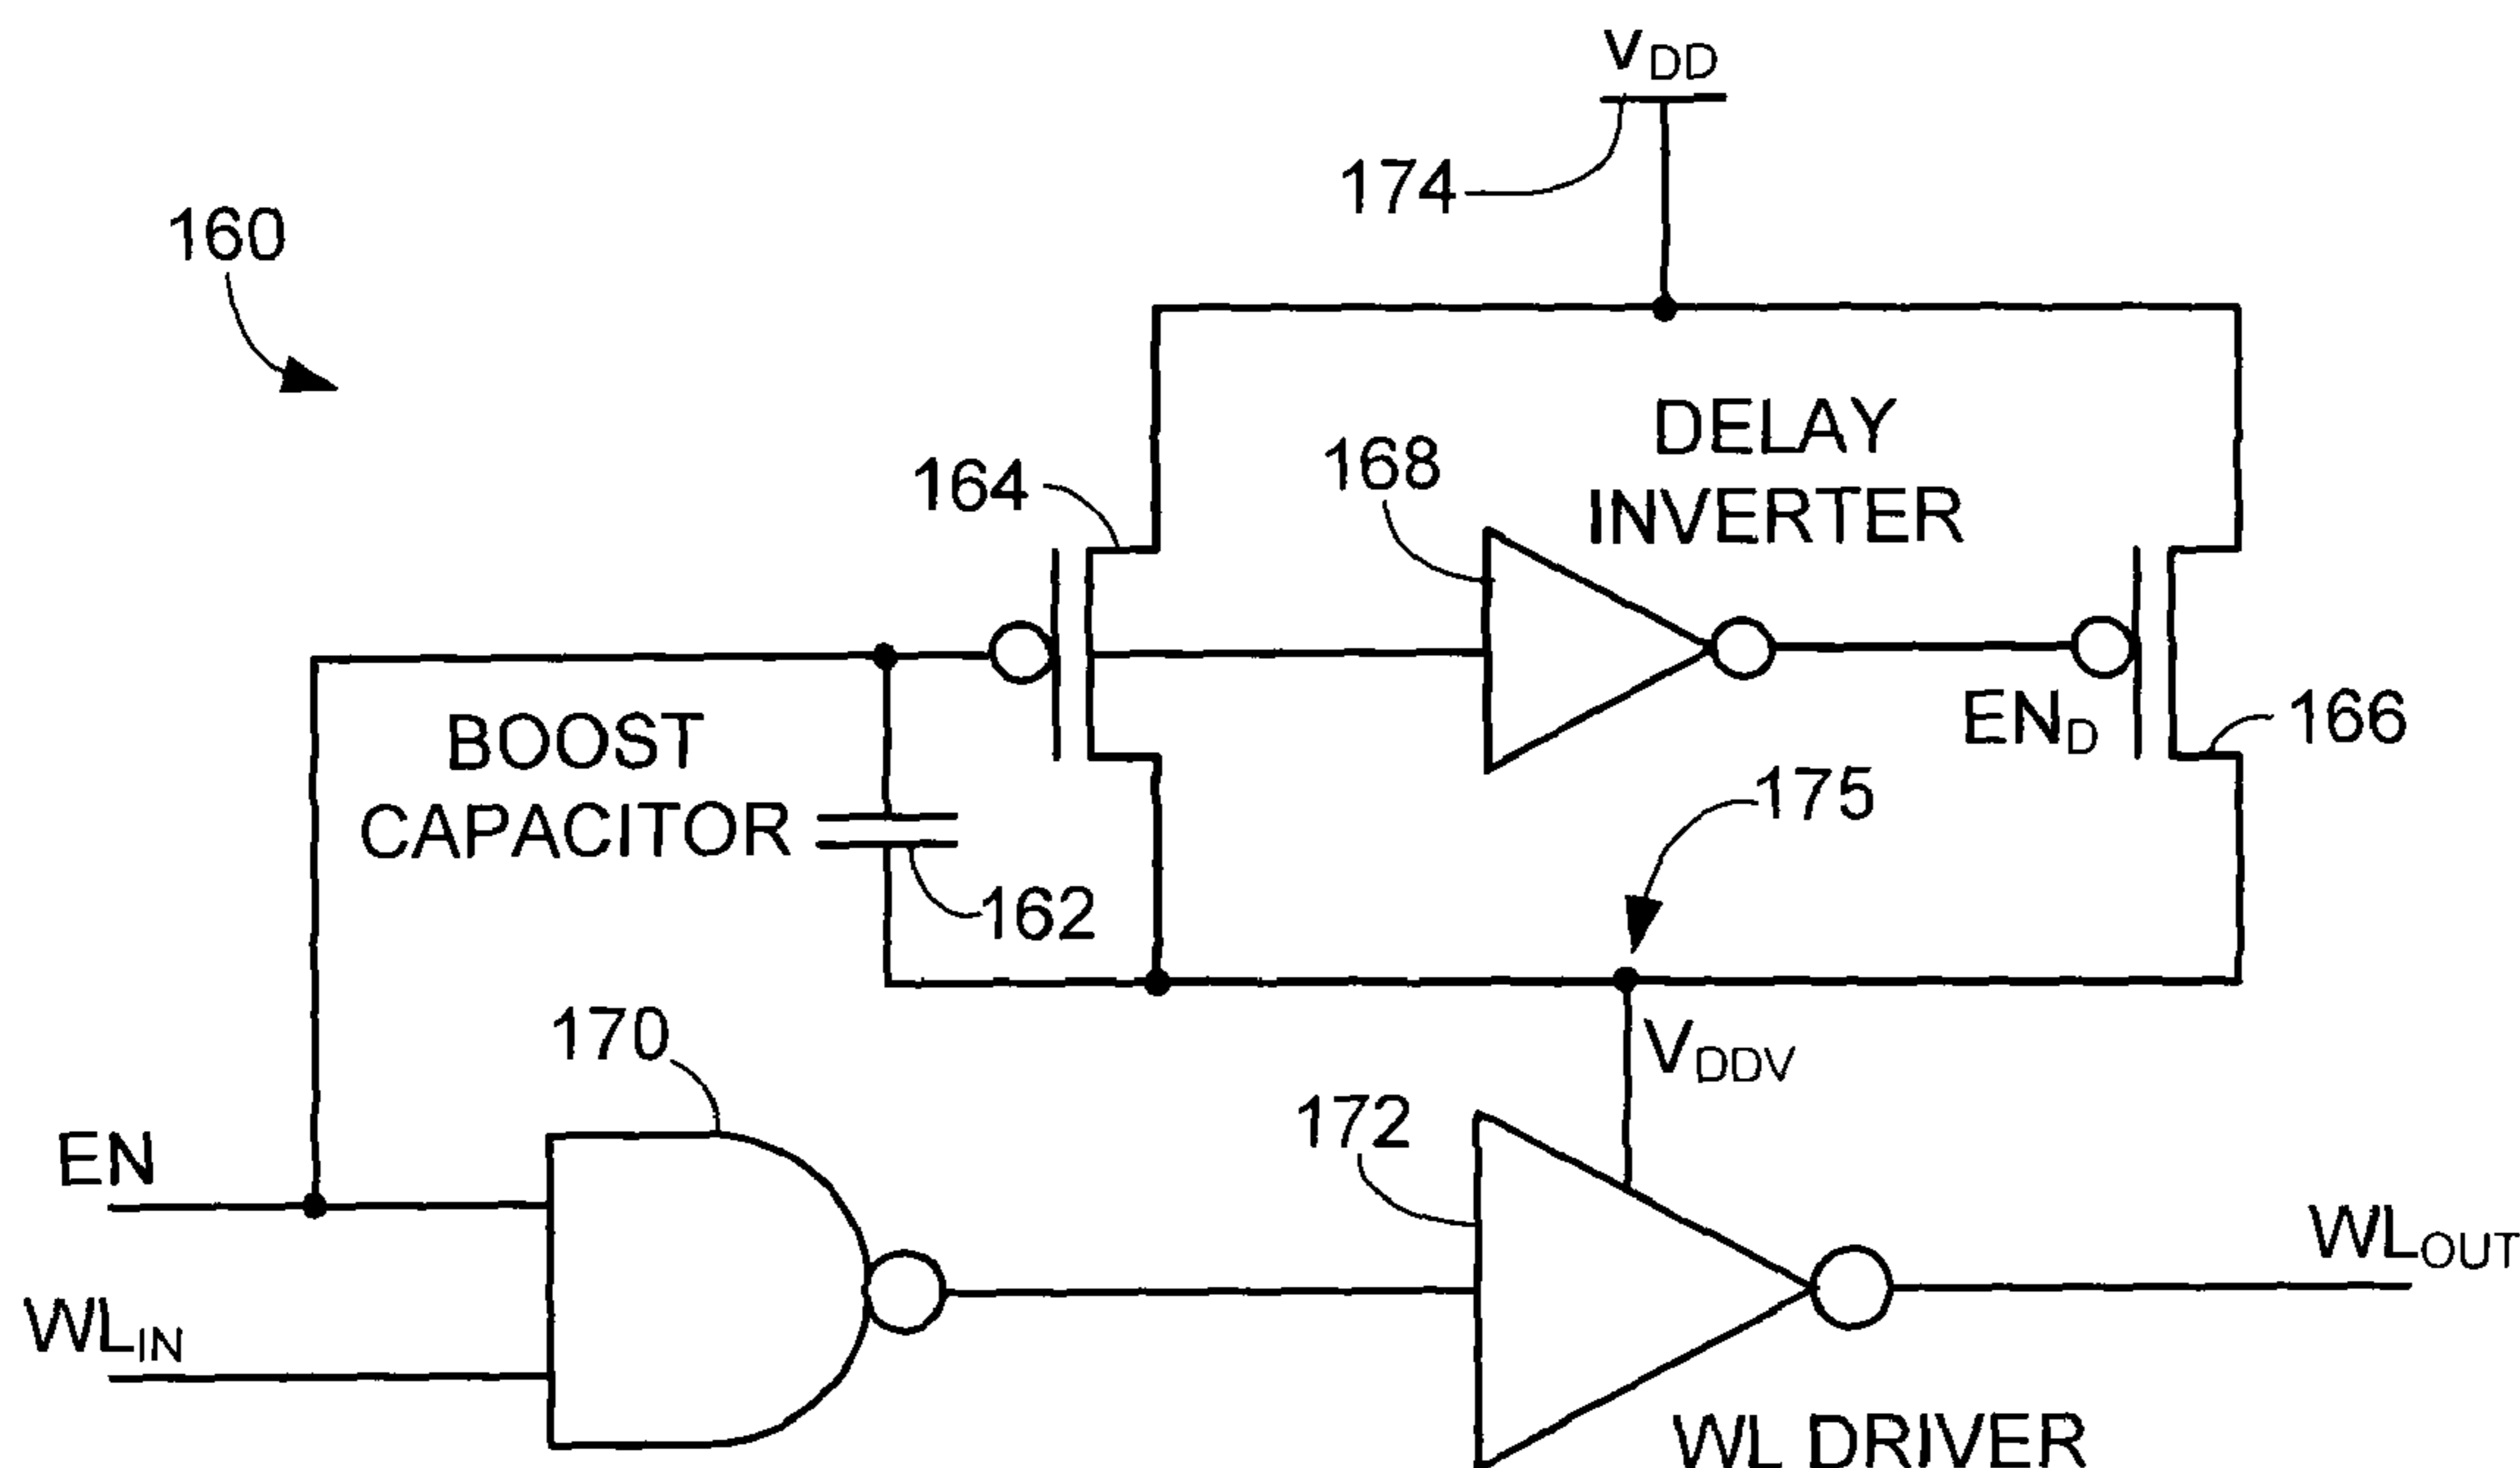 VDD
174
160
DELAY
INVERTER
168
164
BOOST
CAPACITOR
END
166
175
162
170
VDDV
EN
172
WLOUT
WLIN
WL DRIVER